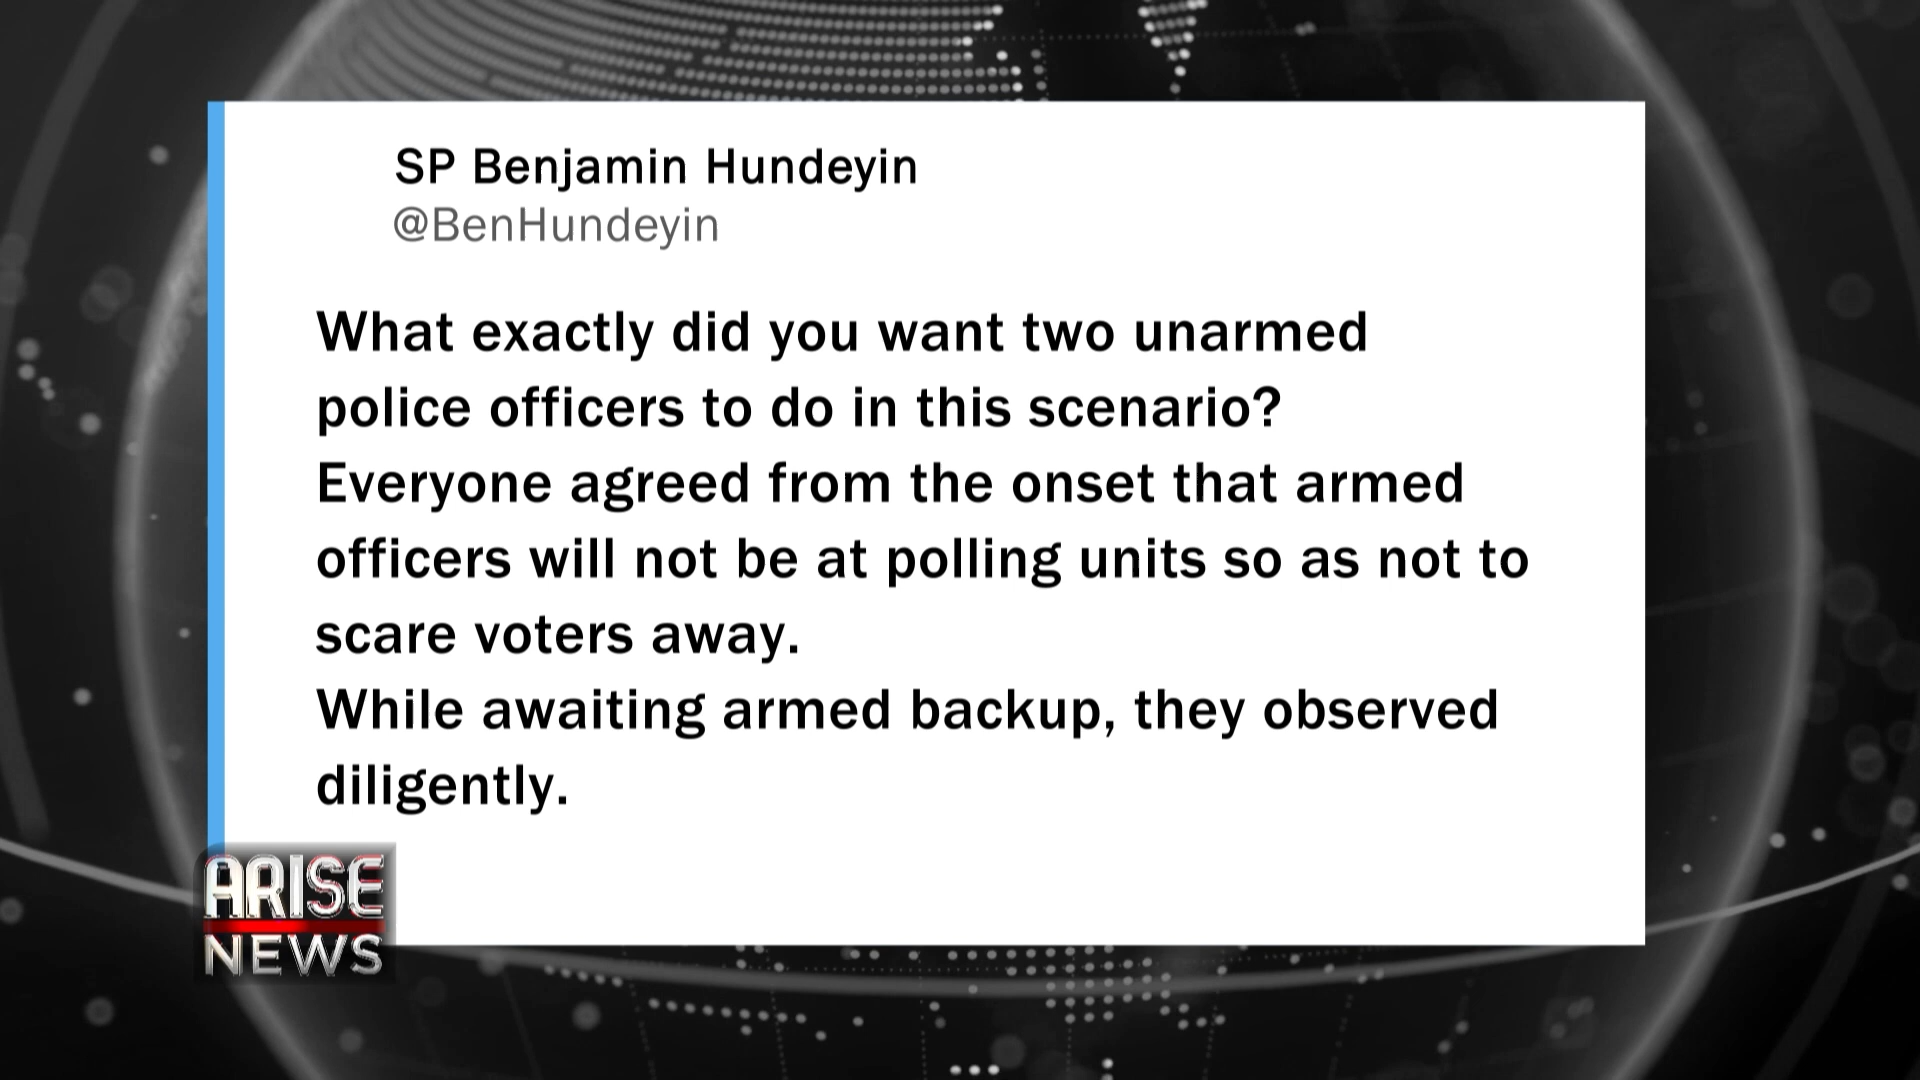 SP Benjamin Hundeyin
@BenHundeyin
What exactly did you want two unarmed
police officers to do in this scenario?
Everyone agreed from the onset that armed
officers will not be at polling units so as not to
scare voters away.
While awaiting armed backup, they observed
diligently.
ARISE
NEWS